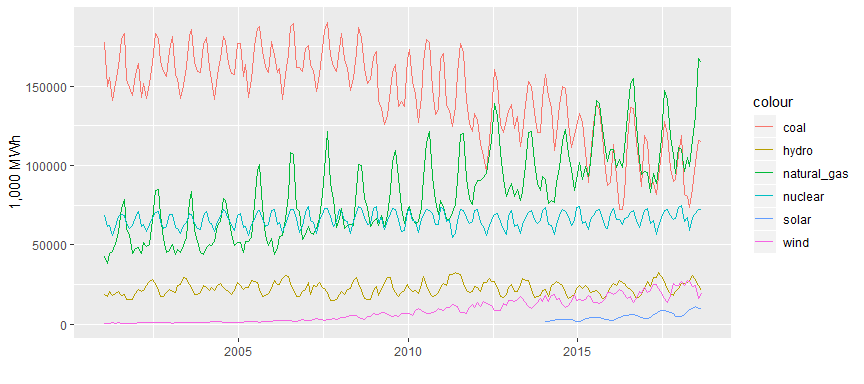 1,000 MWh
150000
100000
50000
0
2005
2010
2015
colour
coal
hydro
natural_gas
nuclear
solar
wind